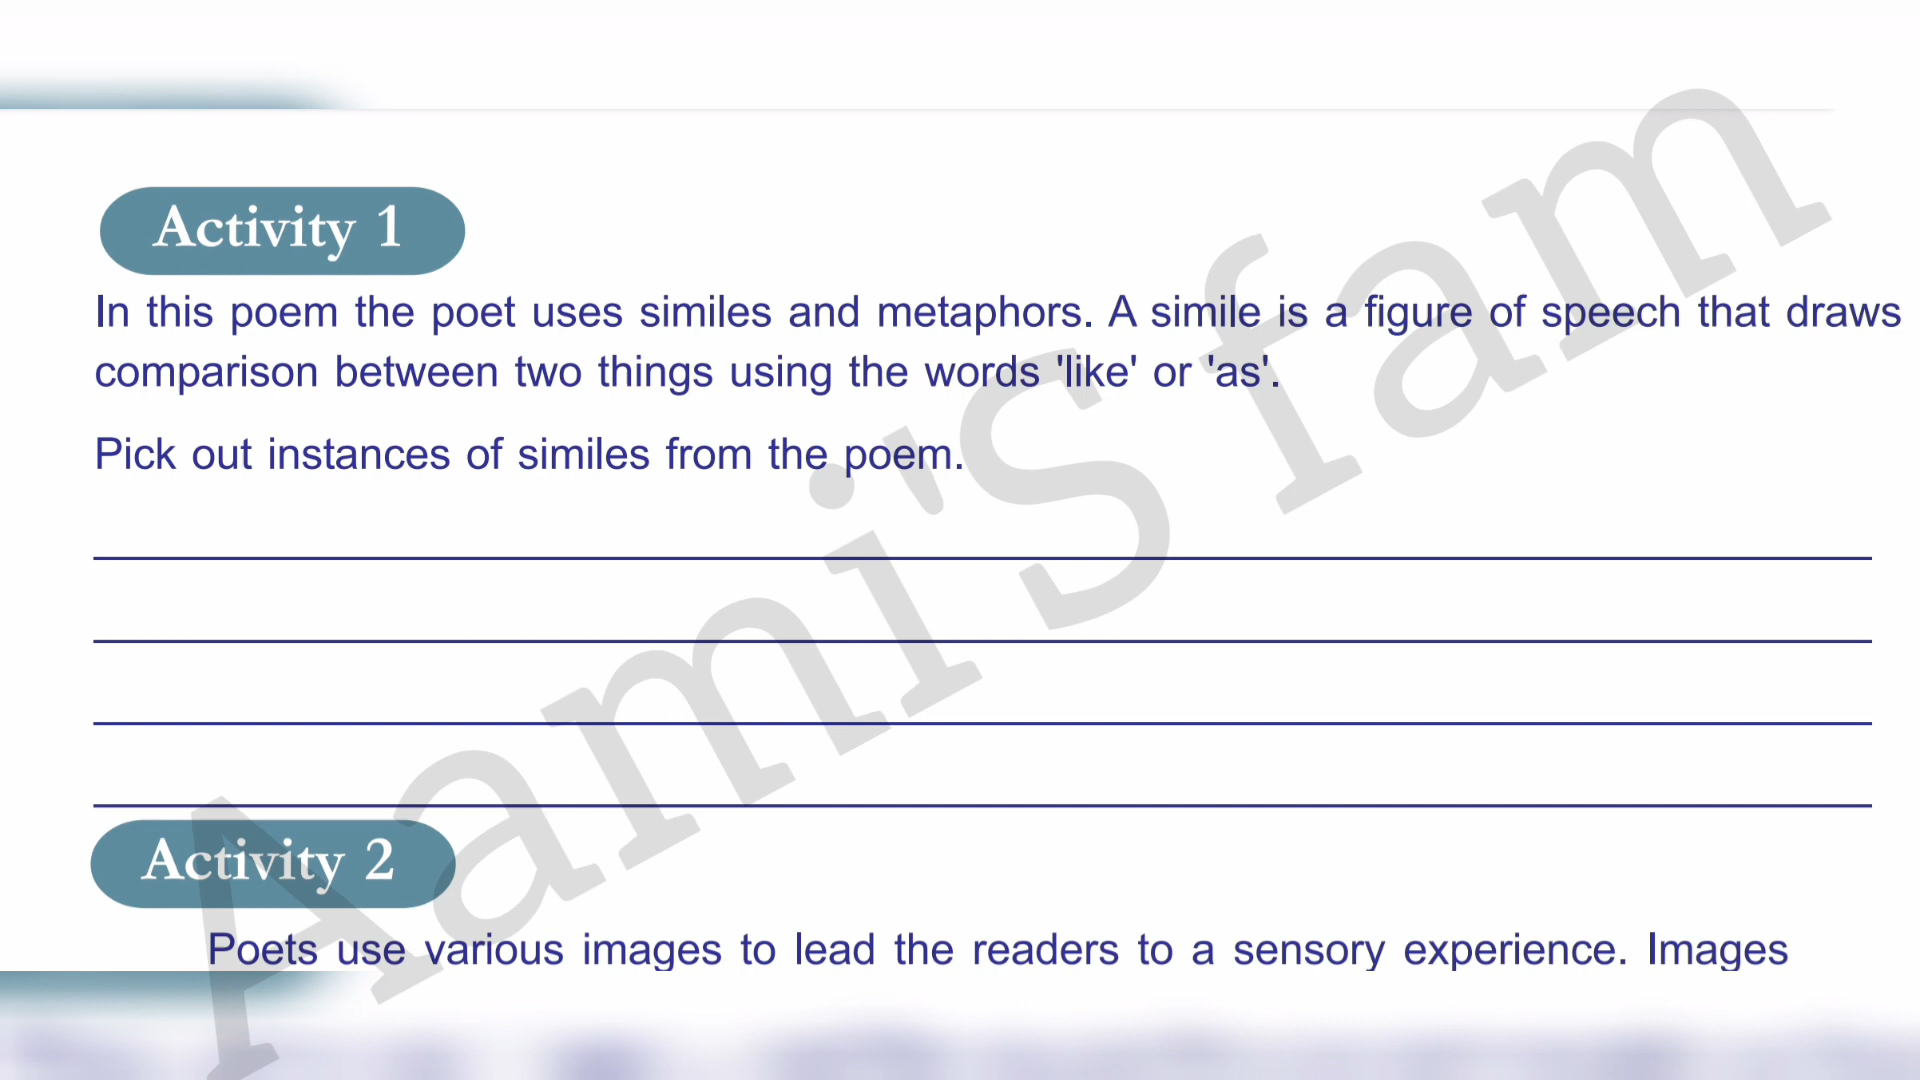 Activity 1
In this poem the poet uses similes and metaphors. A simile is a figure of speech that draws
comparison between two things using the words 'like' or 'as'.
Pick out instances of similes from the poem.
Activity 2
Poets use various images to lead the readers to a sensory experience. Images
Aami'S fam